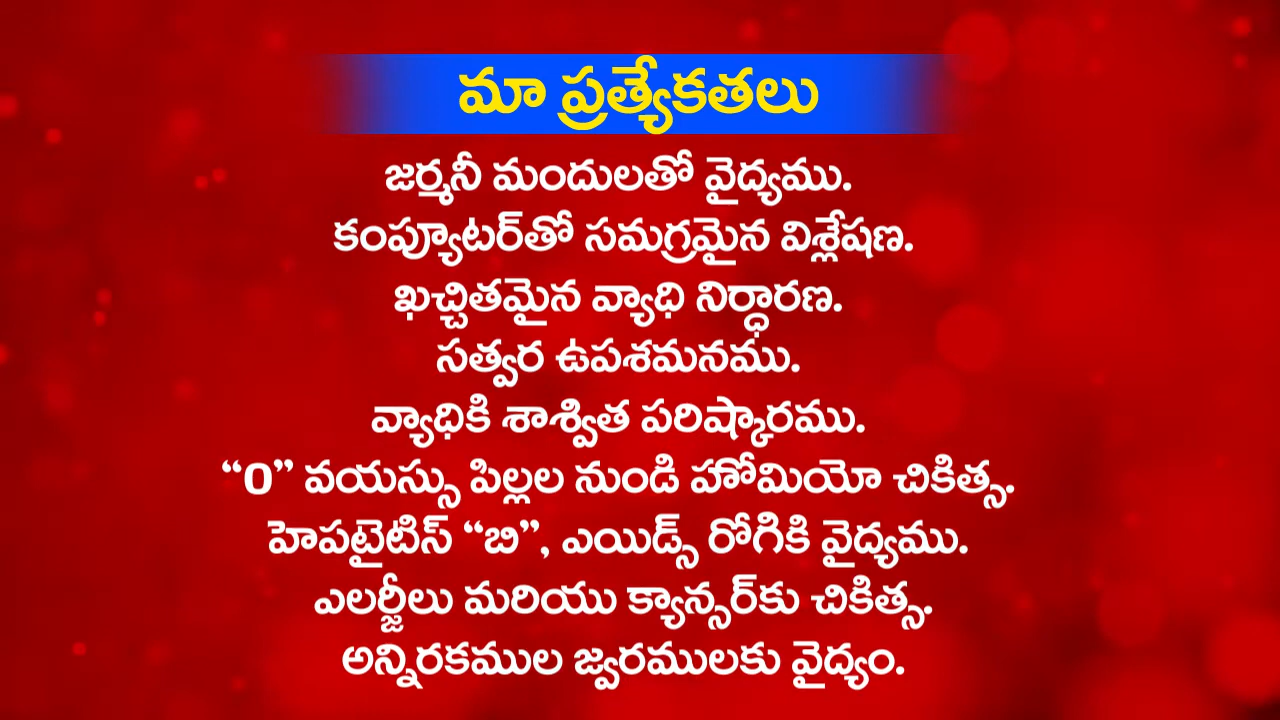 మా ప్రత్యేకతలు
జర్మనీ మందులతో వైద్యము.
కంప్యూటర్‌తో సమగ్రమైన విశ్లేషణ.
ఖచ్చితమైన వ్యాధి నిర్ధారణ.
సత్వర ఉపశమనము.
వ్యాధికి శాశ్వత పరిష్కారము.
“0” వయస్సు పిల్లల నుండి హోమియో చికిత్స.
హెపటైటిస్ “బి”, ఎయిడ్స్ రోగికి వైద్యము.
ఎలర్జీలు మరియు క్యాన్సర్‌కు చికిత్స.
అన్నిరకముల జ్వరములకు వైద్యం.